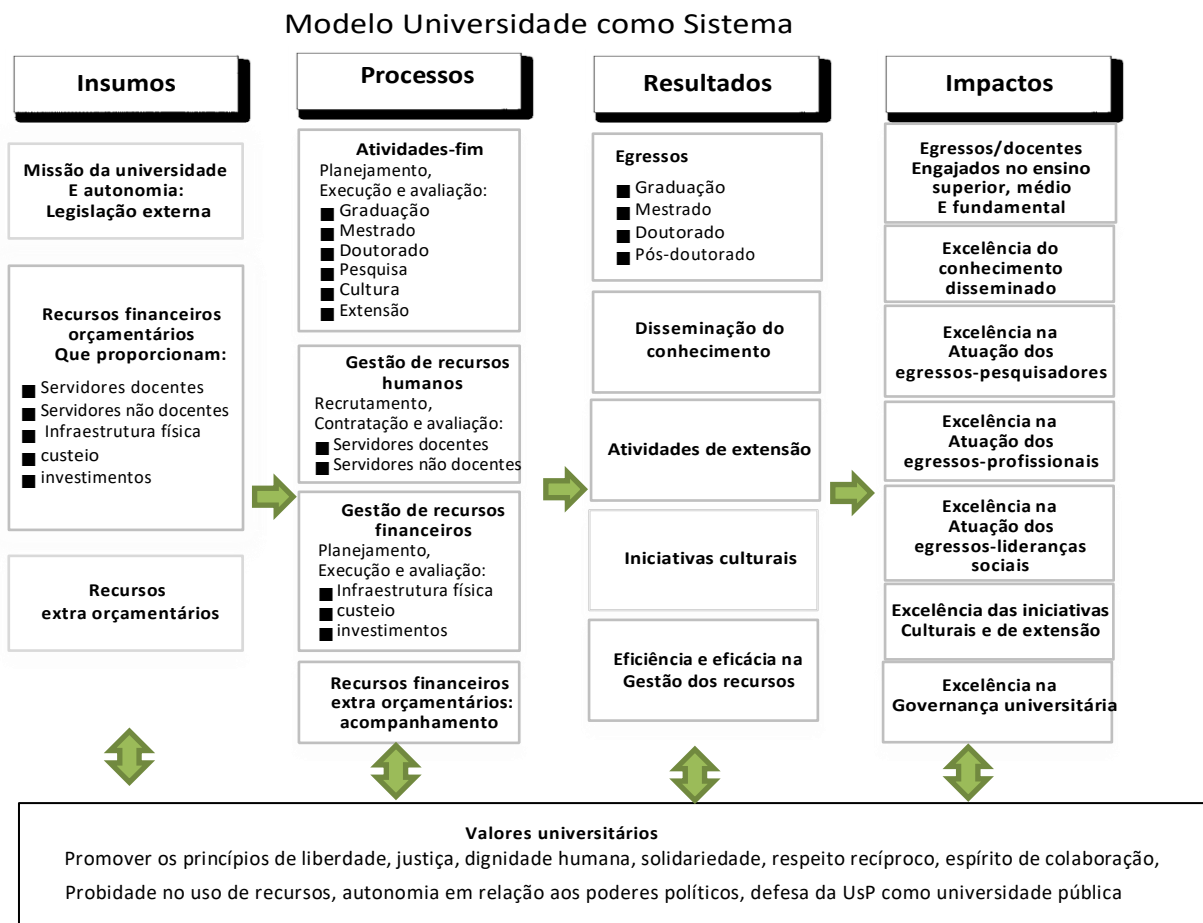 Modelo Universidade como Sistema
Insumos
Missão da universidade
E autonomia:
Legislação externa
Recursos financeiros
orçamentários
Que proporcionam:
Servidores docentes
Servidores não docentes
Infraestrutura física
custeio
investimentos
Recursos
extra orçamentários
Processos
Atividades-fim
Planejamento,
Execução e avaliação:
Graduação
Mestrado
Doutorado
Pesquisa
Cultura
Extensão
Gestão de recursos
humanos
Recrutamento,
Contratação e avaliação:
Servidores docentes
Servidores não docentes
Gestão de recursos
financeiros
Planejamento,
Execução e avaliação:
Infraestrutura física
custeio
investimentos
Recursos financeiros
extra orçamentários:
acompanhamento
Resultados
Egressos
Graduação
Mestrado
Doutorado
Pós-doutorado
Disseminação do
conhecimento
Atividades de extensão
Iniciativas culturais
Eficiência e eficácia na
Gestão dos recursos
Impactos
Egressos/docentes
Engajados no ensino
superior, médio
E fundamental
Excelência do
conhecimento
disseminado
Excelência na
Atuação dos
egressos-pesquisadores
Excelência na
Atuação dos
egressos-profissionais
Excelência na
Atuação dos
egressos-lideranças
sociais
Excelência das iniciativas
Culturais e de extensão
Excelência na
Governança universitária
Valores universitários
Promover os princípios de liberdade, justiça, dignidade humana, solidariedade, respeito recíproco, espírito de colaboração,
Probidade no uso de recursos, autonomia em relação aos poderes políticos, defesa da UsP como universidade pública